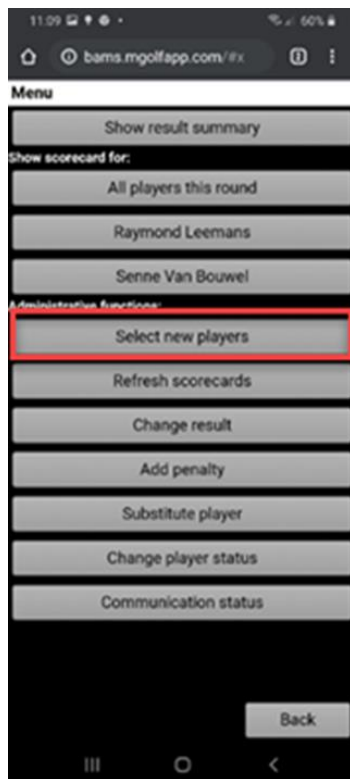 11:09 60%
bams.mgolfapp.com/#x
Menu
Show result summary
Show scorecard for:
All players this round
Raymond Leemans
Senne Van Bouwel
Administrative functions:
Select new players
Refresh scorecards
Change result
Add penalty
Substitute player
Change player status
Communication status
Back